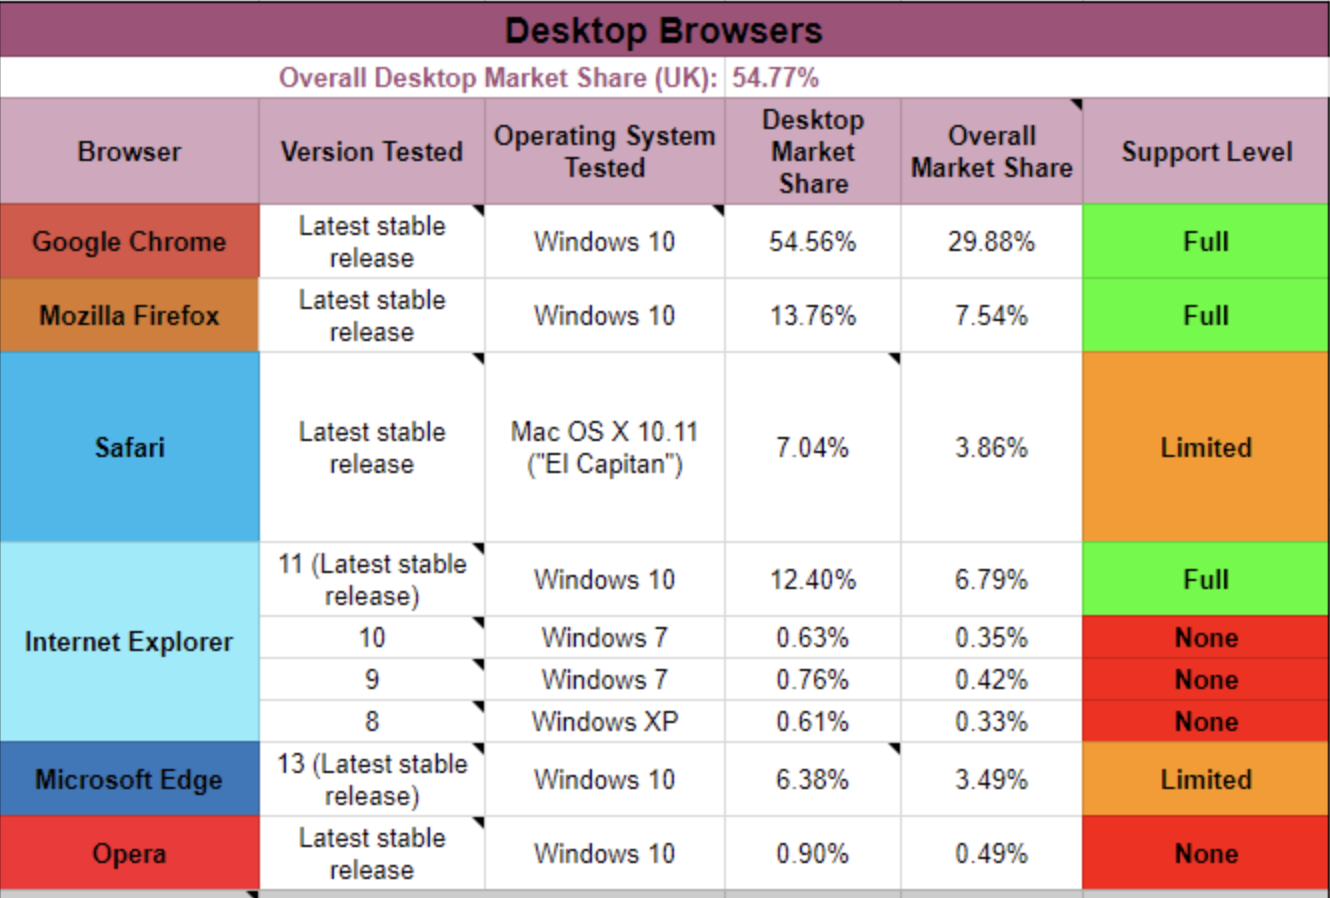 Desktop Browsers
Overall Desktop Market Share (UK): 54.77%
Browser Version Tested Operating System Tested Desktop Market Share Overall Market Share Support Level
Google Chrome Latest stable release Windows 10 54.56% 29.88% Full
Mozilla Firefox Latest stable release Windows 10 13.76% 7.54% Full
Safari Latest stable release Mac OS X 10.11 ("El Capitan") 7.04% 3.86% Limited
Internet Explorer 11 (Latest stable release) Windows 10 12.40% 6.79% Full
10 Windows 7 0.63% 0.35% None
9 Windows 7 0.76% 0.42% None
8 Windows XP 0.61% 0.33% None
Microsoft Edge 13 (Latest stable release) Windows 10 6.38% 3.49% Limited
Opera Latest stable release Windows 10 0.90% 0.49% None